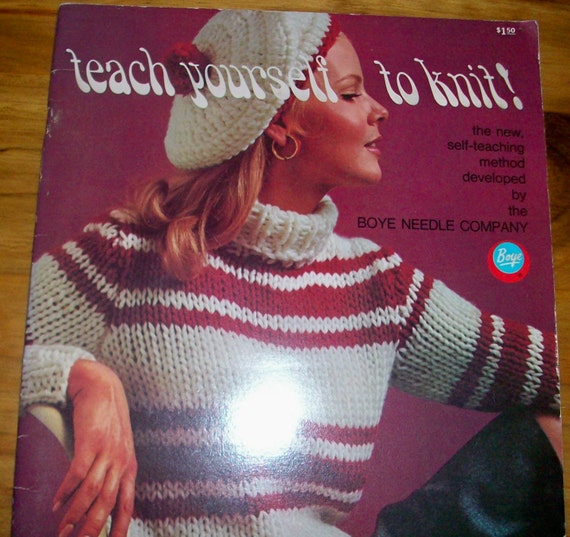 $1.50
teach yourself to knit!
the new,
self-teaching
method
developed
by
the
BOYE NEEDLE COMPANY
Boye